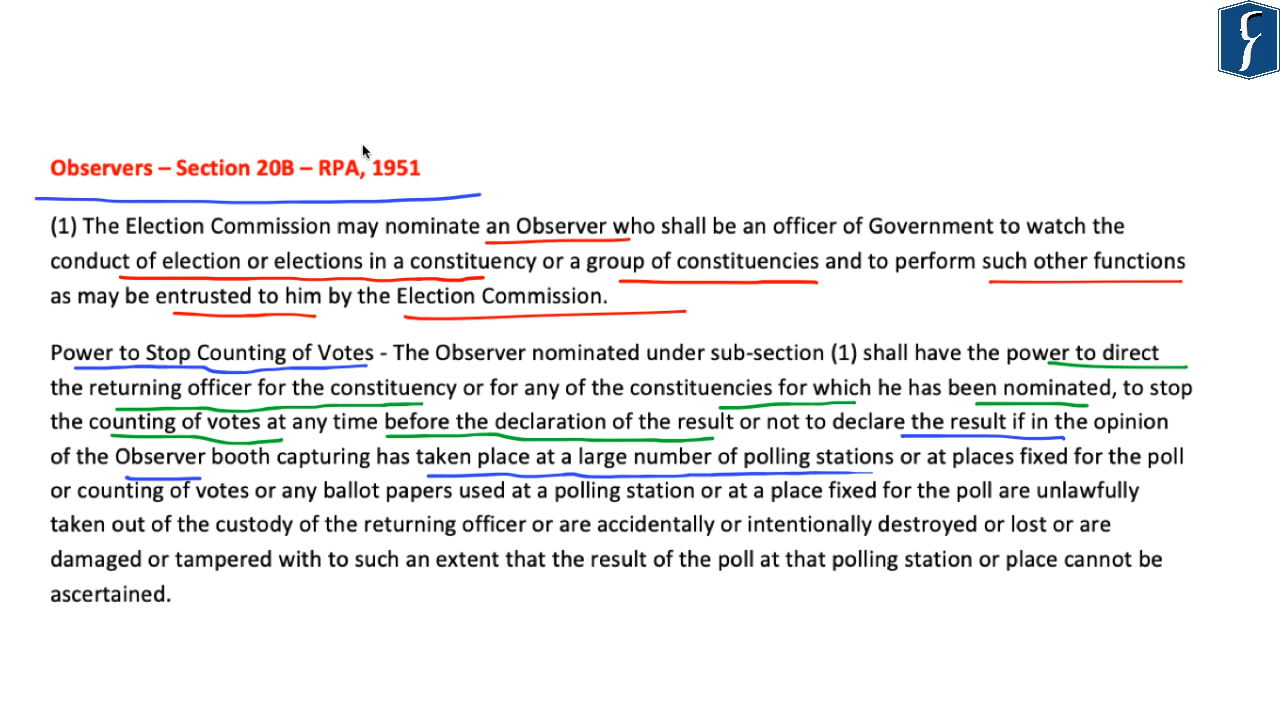 Observers – Section 20B – RPA, 1951
(1) The Election Commission may nominate an Observer who shall be an officer of Government to watch the
conduct of election or elections in a constituency or a group of constituencies and to perform such other functions
as may be entrusted to him by the Election Commission.
Power to Stop Counting of Votes - The Observer nominated under sub-section (1) shall have the power to direct
the returning officer for the constituency or for any of the constituencies for which he has been nominated, to stop
the counting of votes at any time before the declaration of the result or not to declare the result if in the opinion
of the Observer booth capturing has taken place at a large number of polling stations or at places fixed for the poll
or counting of votes or any ballot papers used at a polling station or at a place fixed for the poll are unlawfully
taken out of the custody of the returning officer or are accidentally or intentionally destroyed or lost or are
damaged or tampered with to such an extent that the result of the poll at that polling station or place cannot be
ascertained.